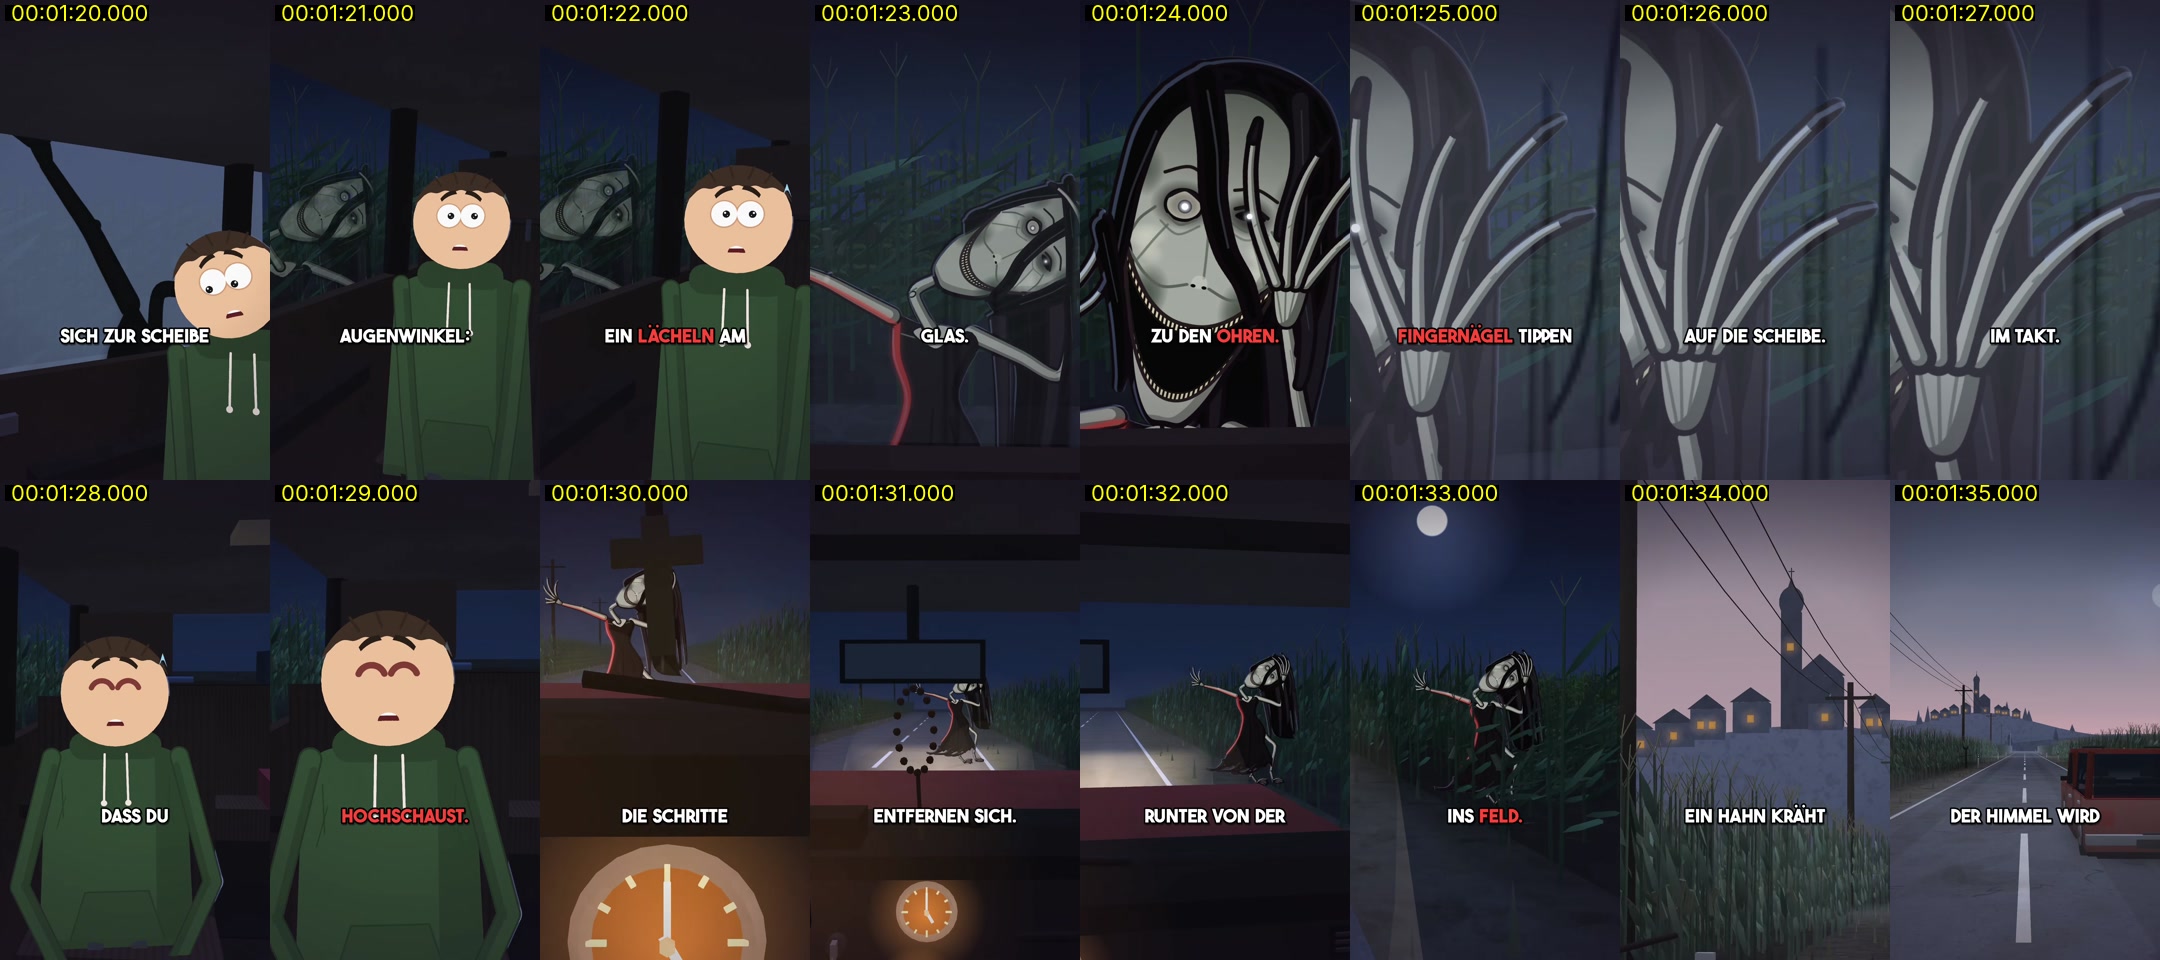 00:01:20.000
SICH ZUR SCHEIBE
00:01:21.000
AUGENWINKEL:
00:01:22.000
EIN LÄCHELN AM
00:01:23.000
GLAS.
00:01:24.000
ZU DEN OHREN.
00:01:25.000
FINGERNÄGEL TIPPEN
00:01:26.000
AUF DIE SCHEIBE.
00:01:27.000
IM TAKT.
00:01:28.000
DASS DU
00:01:29.000
HOCHSCHAUST.
00:01:30.000
DIE SCHRITTE
00:01:31.000
ENTFERNEN SICH.
00:01:32.000
RUNTER VON DER
00:01:33.000
INS FELD.
00:01:34.000
EIN HAHN KRÄHT
00:01:35.000
DER HIMMEL WIRD